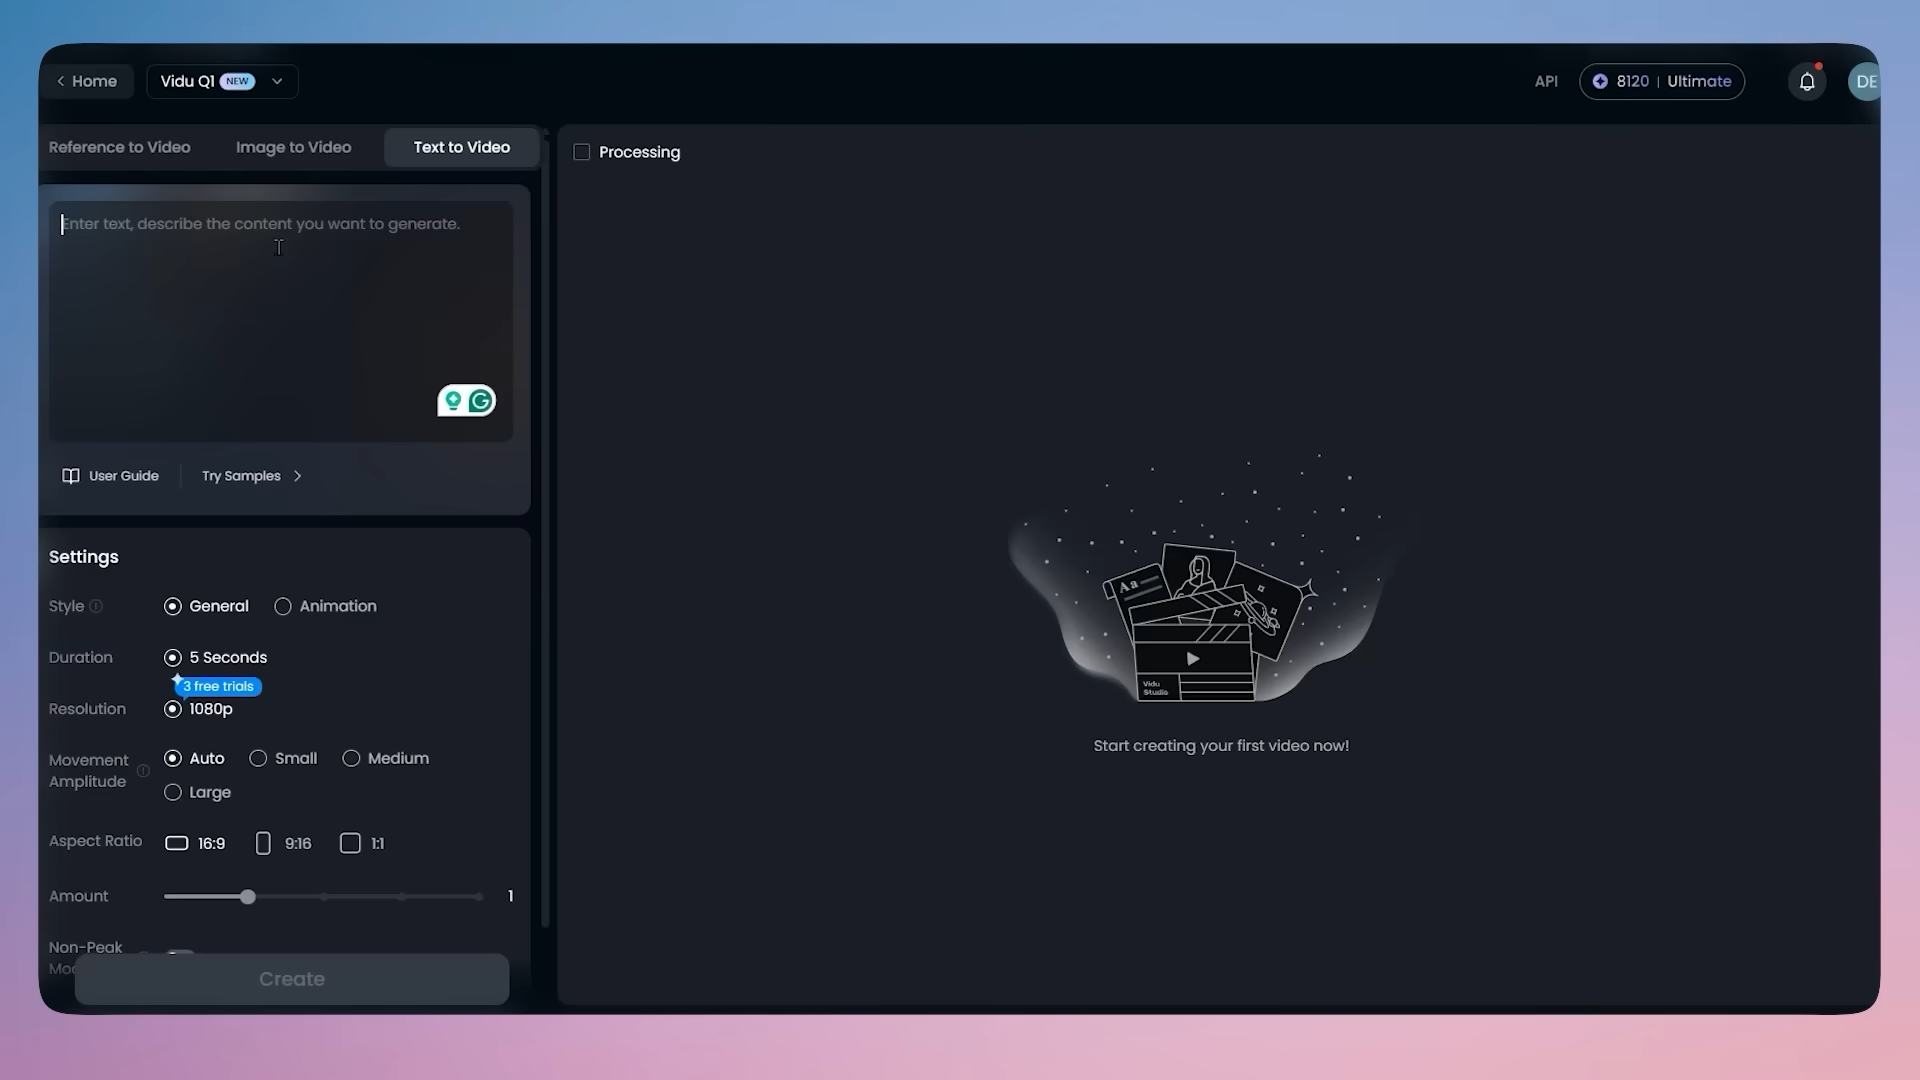 Home
Vidu Q1 NEW
API
8120 | Ultimate
DE
Reference to Video
Image to Video
Text to Video
Enter text, describe the content you want to generate.
User Guide
Try Samples
Settings
Style
General
Animation
Duration
5 Seconds
3 free trials
Resolution
1080p
Movement
Amplitude
Auto
Small
Medium
Large
Aspect Ratio
16:9
9:16
1:1
Amount
1
Non-Peak
Create
Processing
Aa
Vidu
Studio
Start creating your first video now!